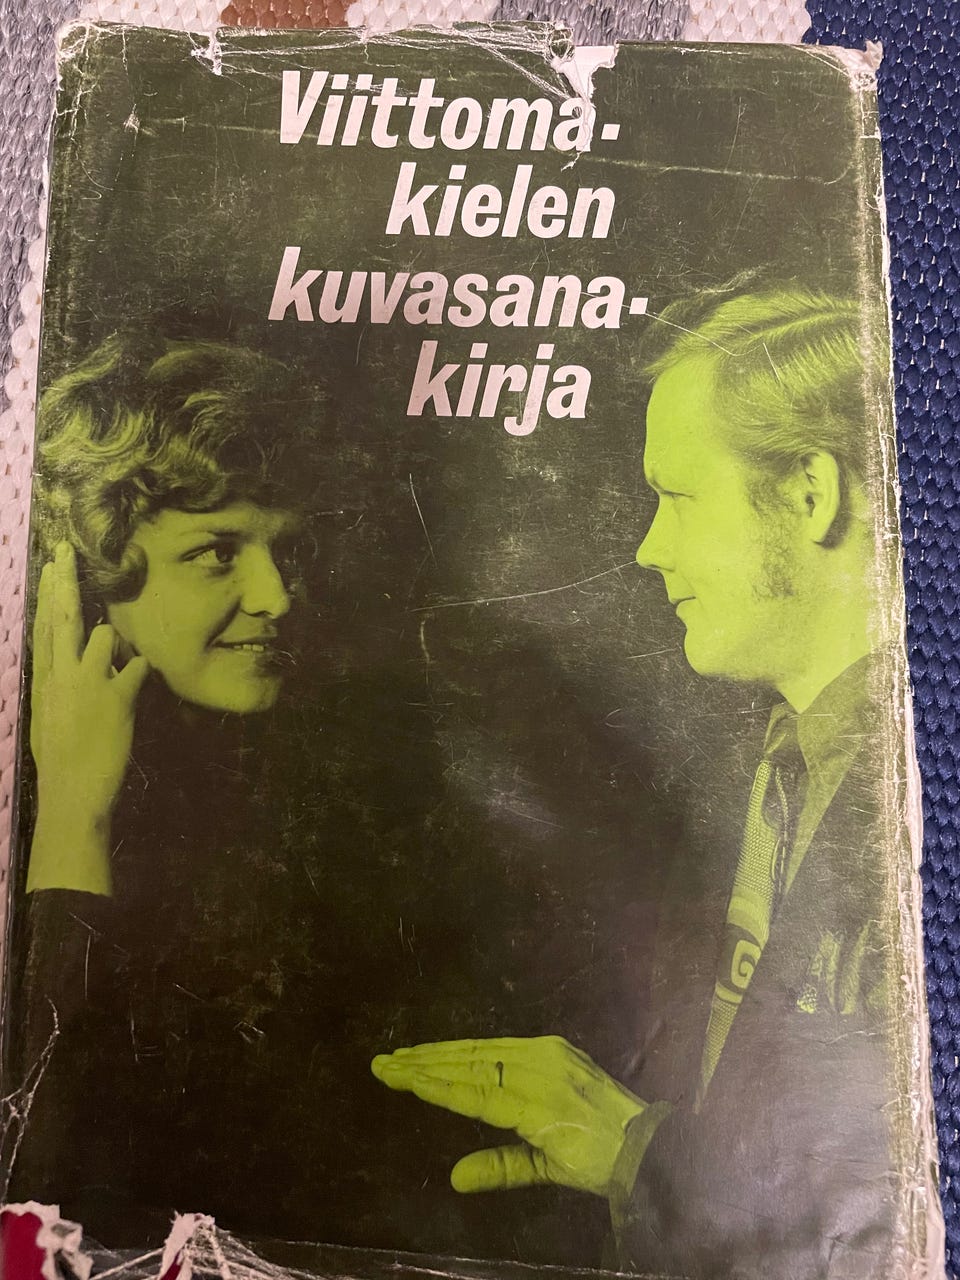 Viittoma-
kielen
kuvasana-
kirja